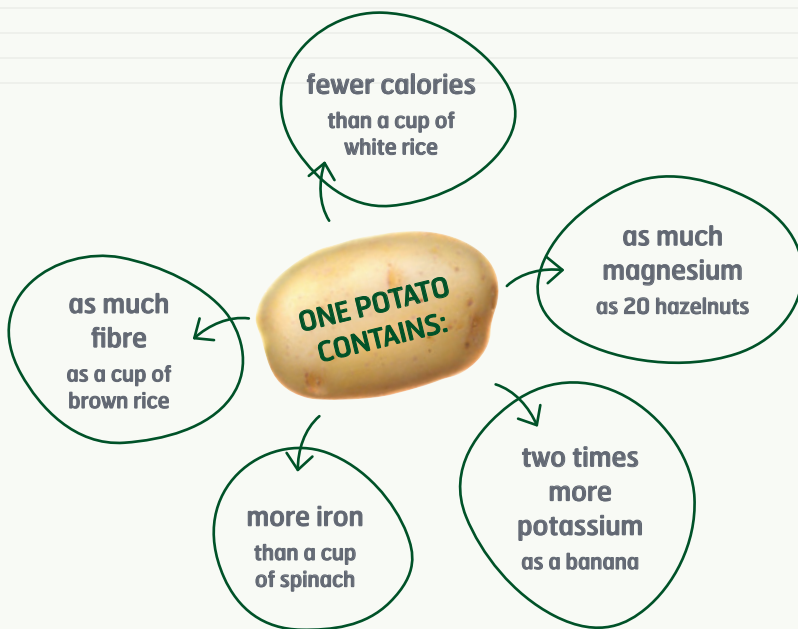 fewer calories
than a cup of
white rice
as much
magnesium
as 20 hazelnuts
ONE POTATO
CONTAINS:
as much
fibre
as a cup of
brown rice
two times
more
potassium
as a banana
more iron
than a cup
of spinach